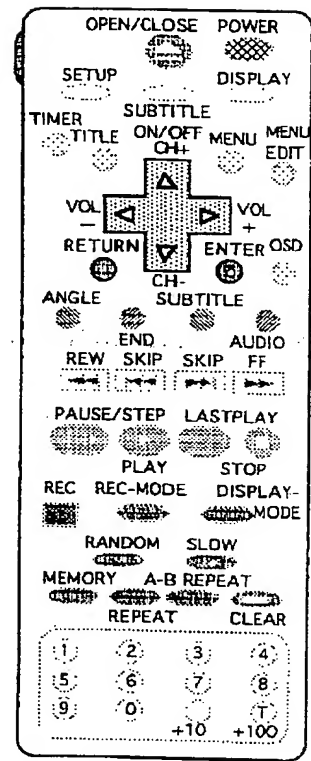 OPEN/CLOSE POWER
SETUP DISPLAY
SUBTITLE
ON/OFF
TIMER TITLE CH+ MENU MENU EDIT
VOL - VOL +
RETURN ENTER OSD
CH-
ANGLE SUBTITLE
END AUDIO
REW SKIP SKIP FF
PAUSE/STEP LASTPLAY
PLAY STOP
REC REC-MODE DISPLAY-MODE
RANDOM SLOW
MEMORY A-B REPEAT
REPEAT CLEAR
1 2 3 4
5 6 7 8
9 0 T
+10 +100